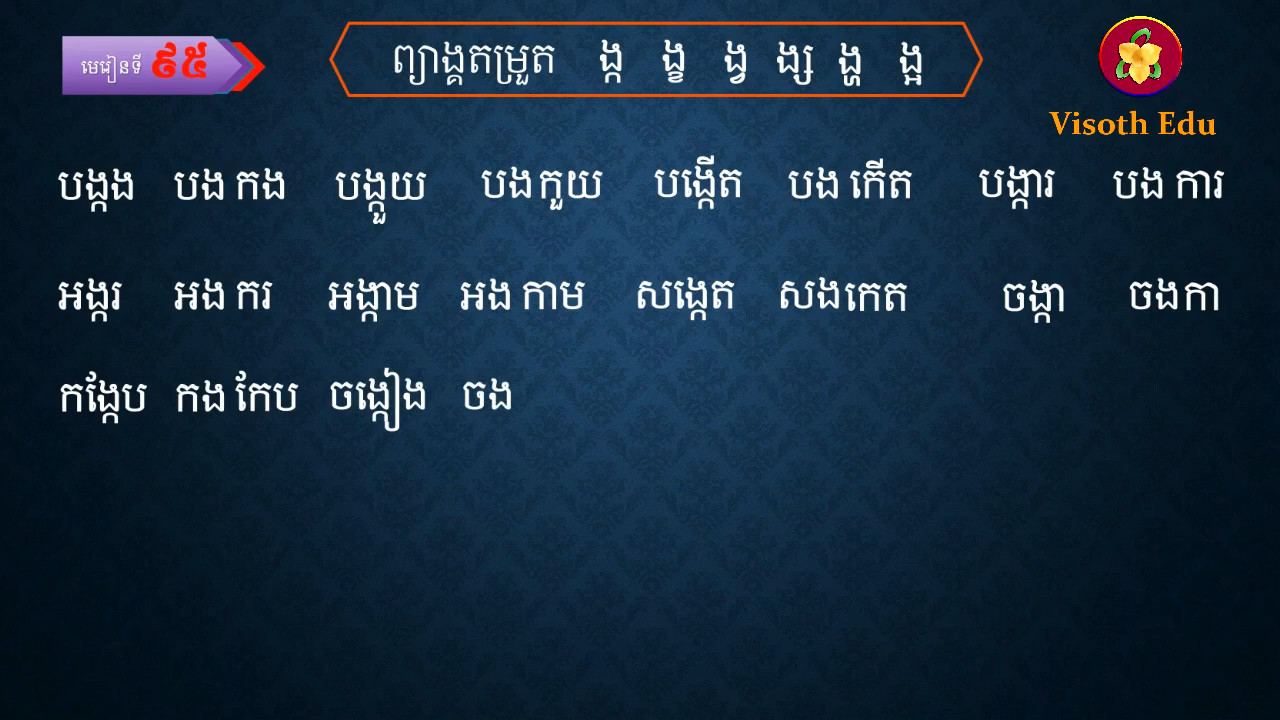 មេរៀនទី ៩៥
ព្យាង្គតម្រួត ង្ក ង្ខ ង្វ ង្ស ង្ហ ង្អ
Visoth Edu
បង្កង បង កង បង្កួយ បង កួយ បង្កើត បង កើត បង្ការ បង ការ
អង្ករ អង ករ អង្កាម អង កាម សង្កេត សង កេត ចង្កា ចង កា
កង្កែប កង កែប ចង្កៀង ចង